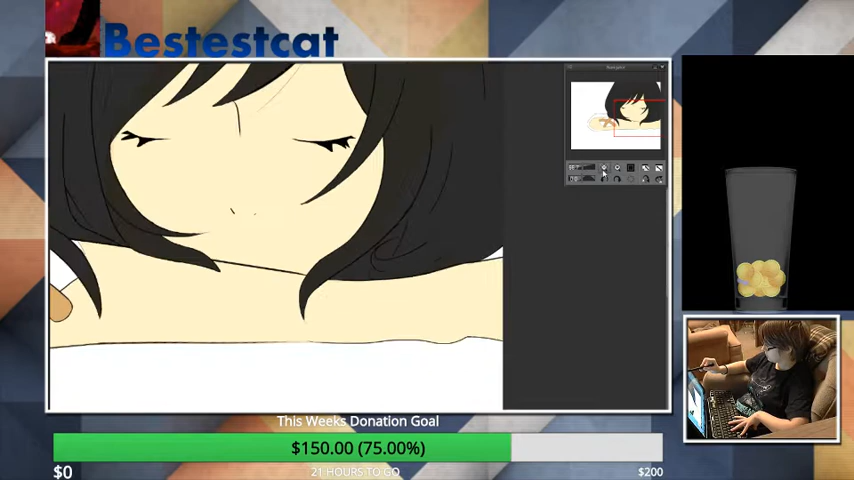 Bestestcat
This Weeks Donation Goal
$150.00 (75.00%)
$0
21 HOURS TO GO
$200